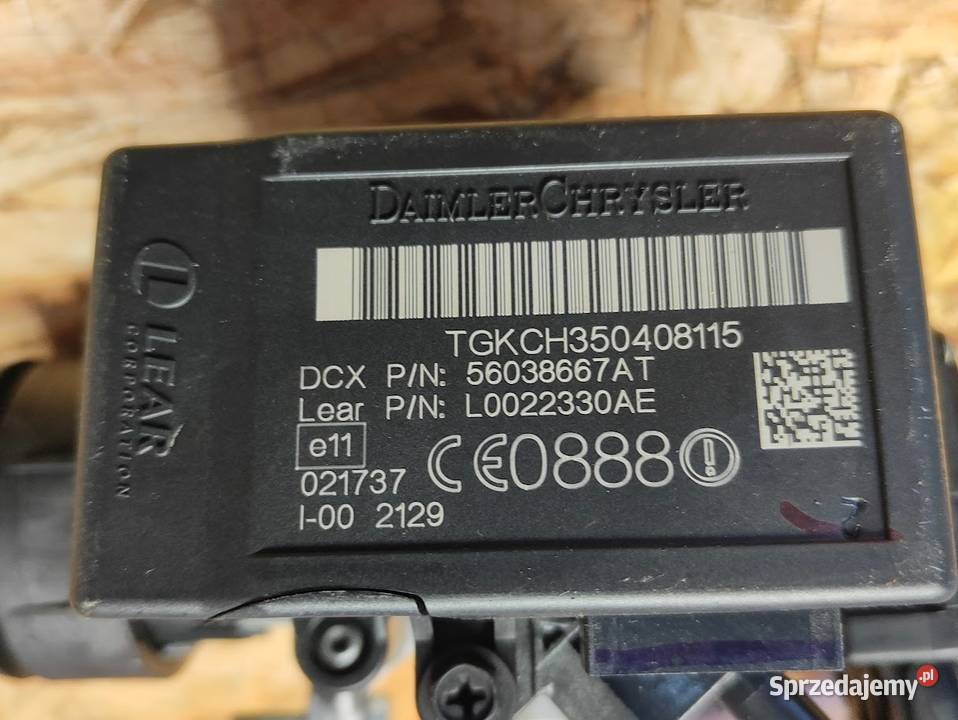 DAIMLERCHRYSLER
TGKCH350408115
DCX P/N: 56038667AT
Lear P/N: L0022330AE
e11
021737
CE0888
I-00 2129
L LEAR
CORPORATION
Sprzedajemy.pl